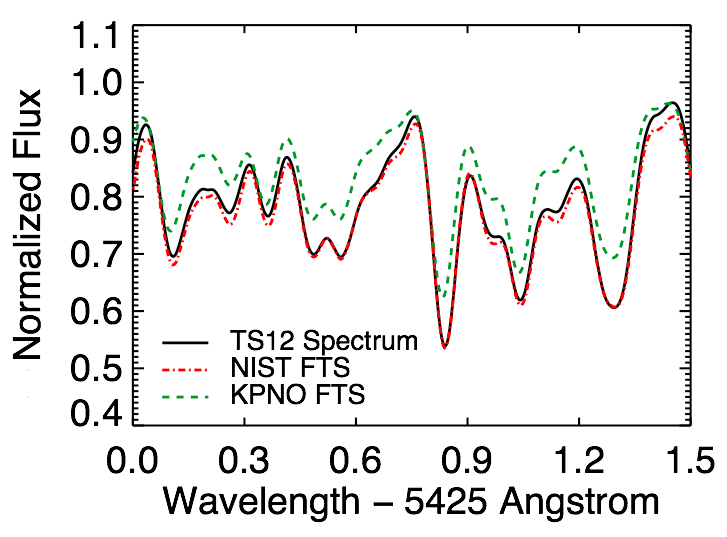 1.1
1.0
0.9
0.8
0.7
0.6
0.5
0.4
Normalized Flux
TS12 Spectrum
NIST FTS
KPNO FTS
0.0 0.3 0.6 0.9 1.2 1.5
Wavelength − 5425 Angstrom